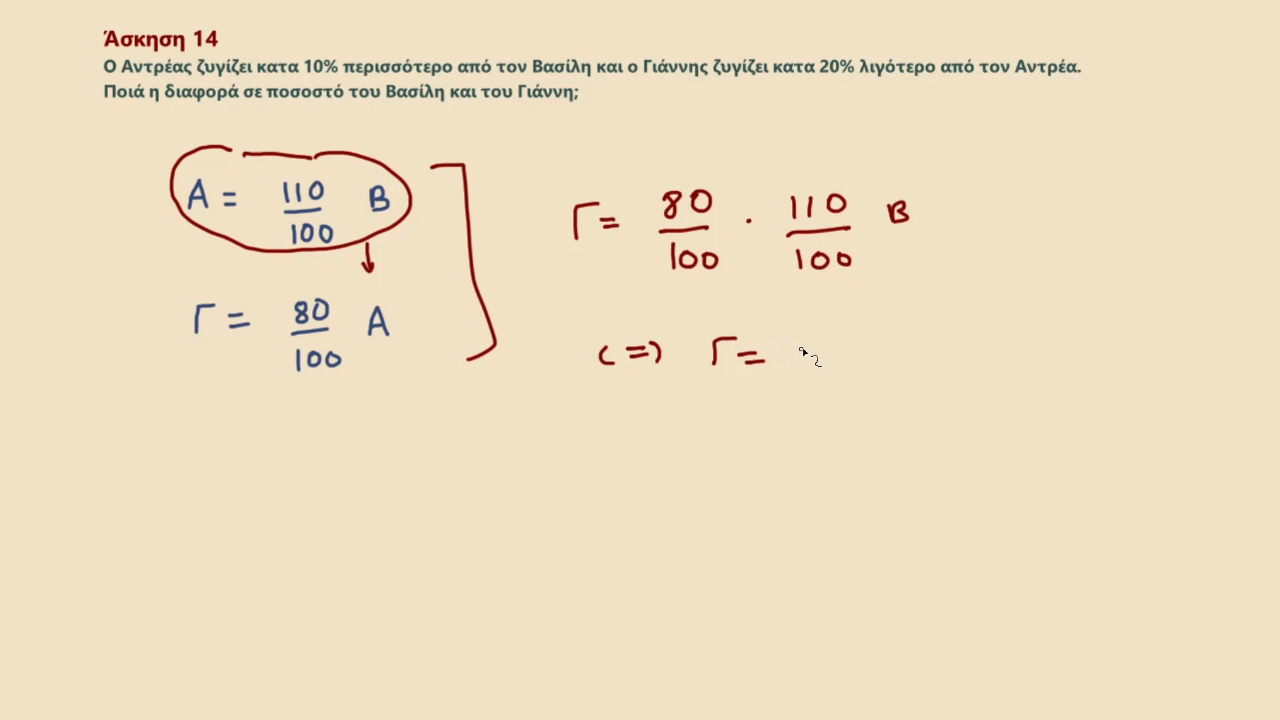 Άσκηση 14
Ο Αντρέας ζυγίζει κατα 10% περισσότερο από τον Βασίλη και ο Γιάννης ζυγίζει κατα 20% λιγότερο από τον Αντρέα.
Ποιά η διαφορά σε ποσοστό του Βασίλη και του Γιάννη;
Α = 110/100 Β
Γ = 80/100 Α
Γ = 80/100 · 110/100 Β
<=> Γ =